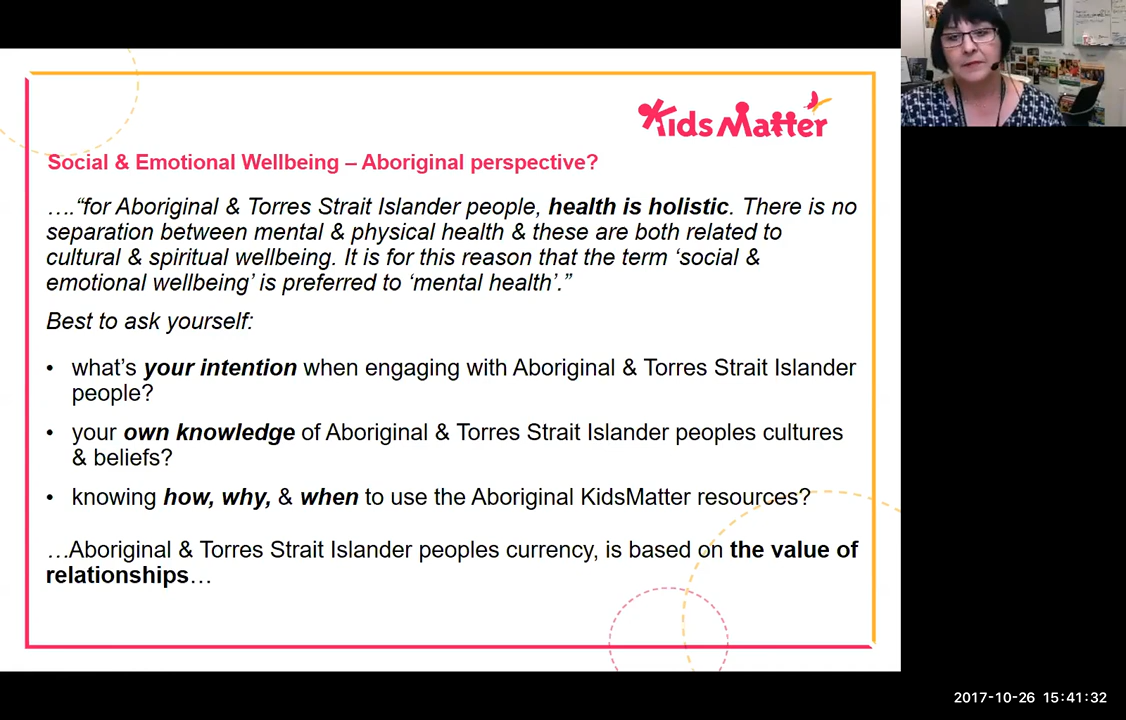 KidsMatter
Social & Emotional Wellbeing – Aboriginal perspective?
….“for Aboriginal & Torres Strait Islander people, health is holistic. There is no
separation between mental & physical health & these are both related to
cultural & spiritual wellbeing. It is for this reason that the term ‘social &
emotional wellbeing’ is preferred to ‘mental health’.”
Best to ask yourself:
• what’s your intention when engaging with Aboriginal & Torres Strait Islander
people?
• your own knowledge of Aboriginal & Torres Strait Islander peoples cultures
& beliefs?
• knowing how, why, & when to use the Aboriginal KidsMatter resources?
…Aboriginal & Torres Strait Islander peoples currency, is based on the value of
relationships…
2017-10-26 15:41:32